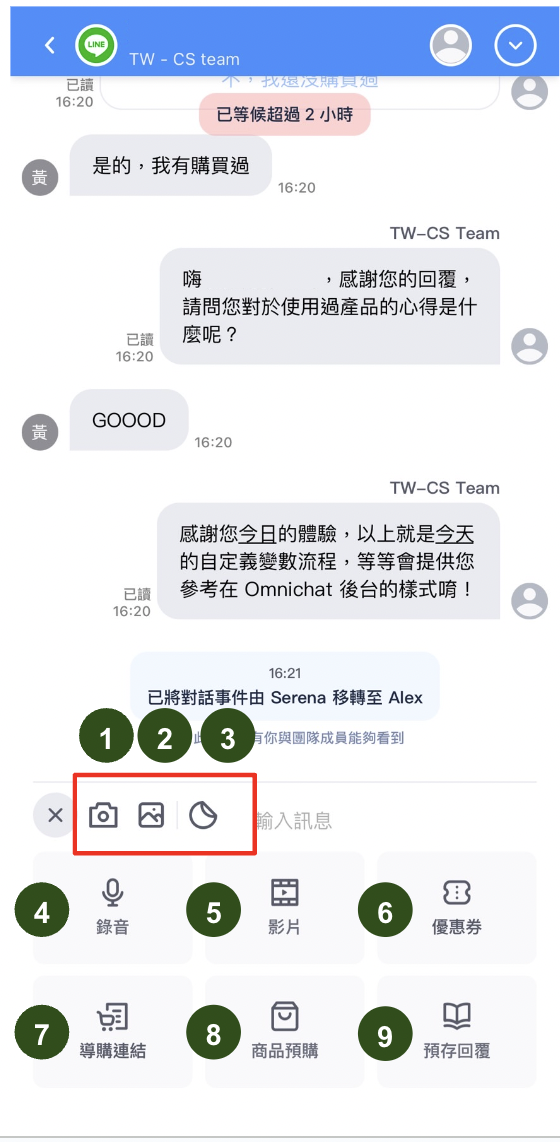 LINE
TW - CS team
不，我還沒購買過
已讀
16:20
已等候超過 2 小時
黃
是的，我有購買過
16:20
TW-CS Team
嗨　　　　　，感謝您的回覆，
請問您對於使用過產品的心得是什
麼呢？
已讀
16:20
黃
GOOOD
16:20
TW-CS Team
感謝您今日的體驗，以上就是今天
的自定義變數流程，等等會提供您
參考在 Omnichat 後台的樣式唷！
已讀
16:20
16:21
已將對話事件由 Serena 移轉至 Alex
有你與團隊成員能夠看到
1
2
3
輸入訊息
4
錄音
5
影片
6
優惠券
7
導購連結
8
商品預購
9
預存回覆